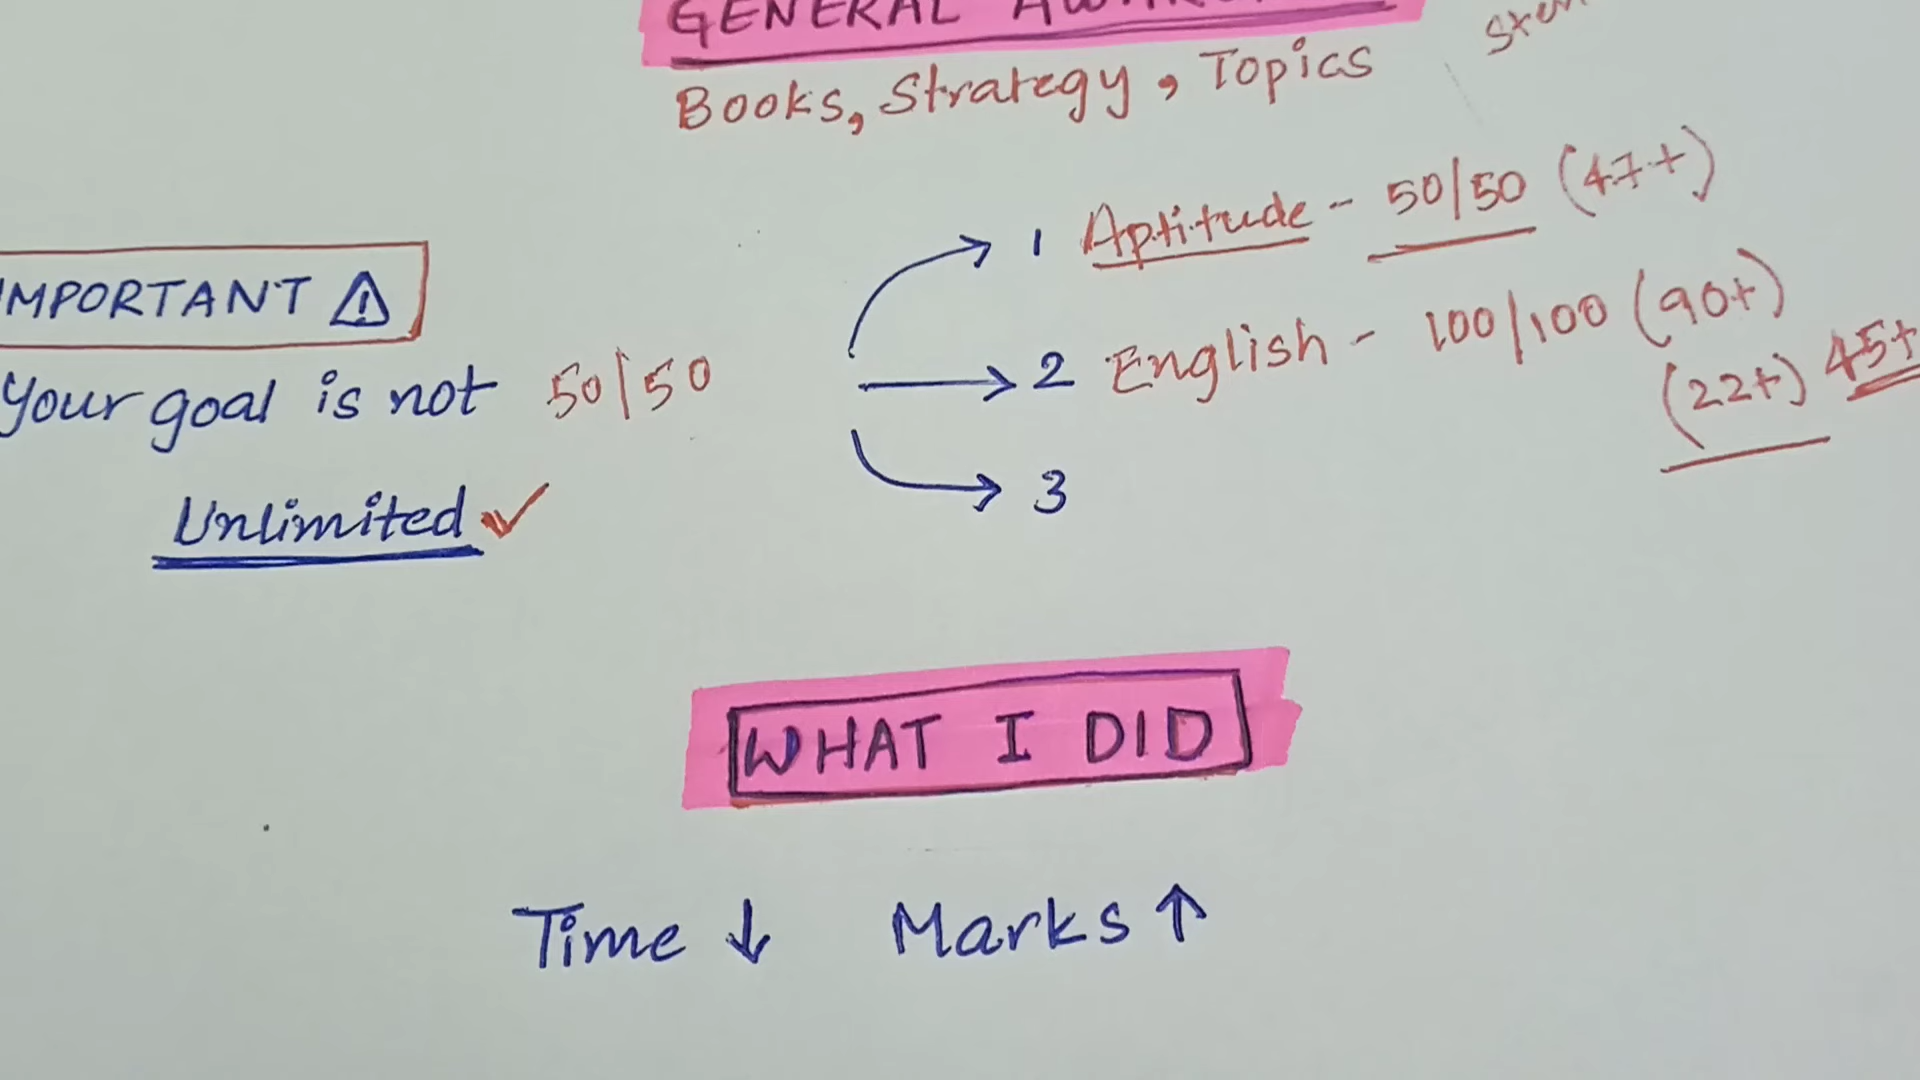 GENERAL
Books, Strategy, Topics
IMPORTANT
Your goal is not 50/50
Unlimited
1 Aptitude - 50/50 (47+)
2 English - 100/100 (90+)
(22+) 45+
3
WHAT I DID
Time ↓ Marks ↑